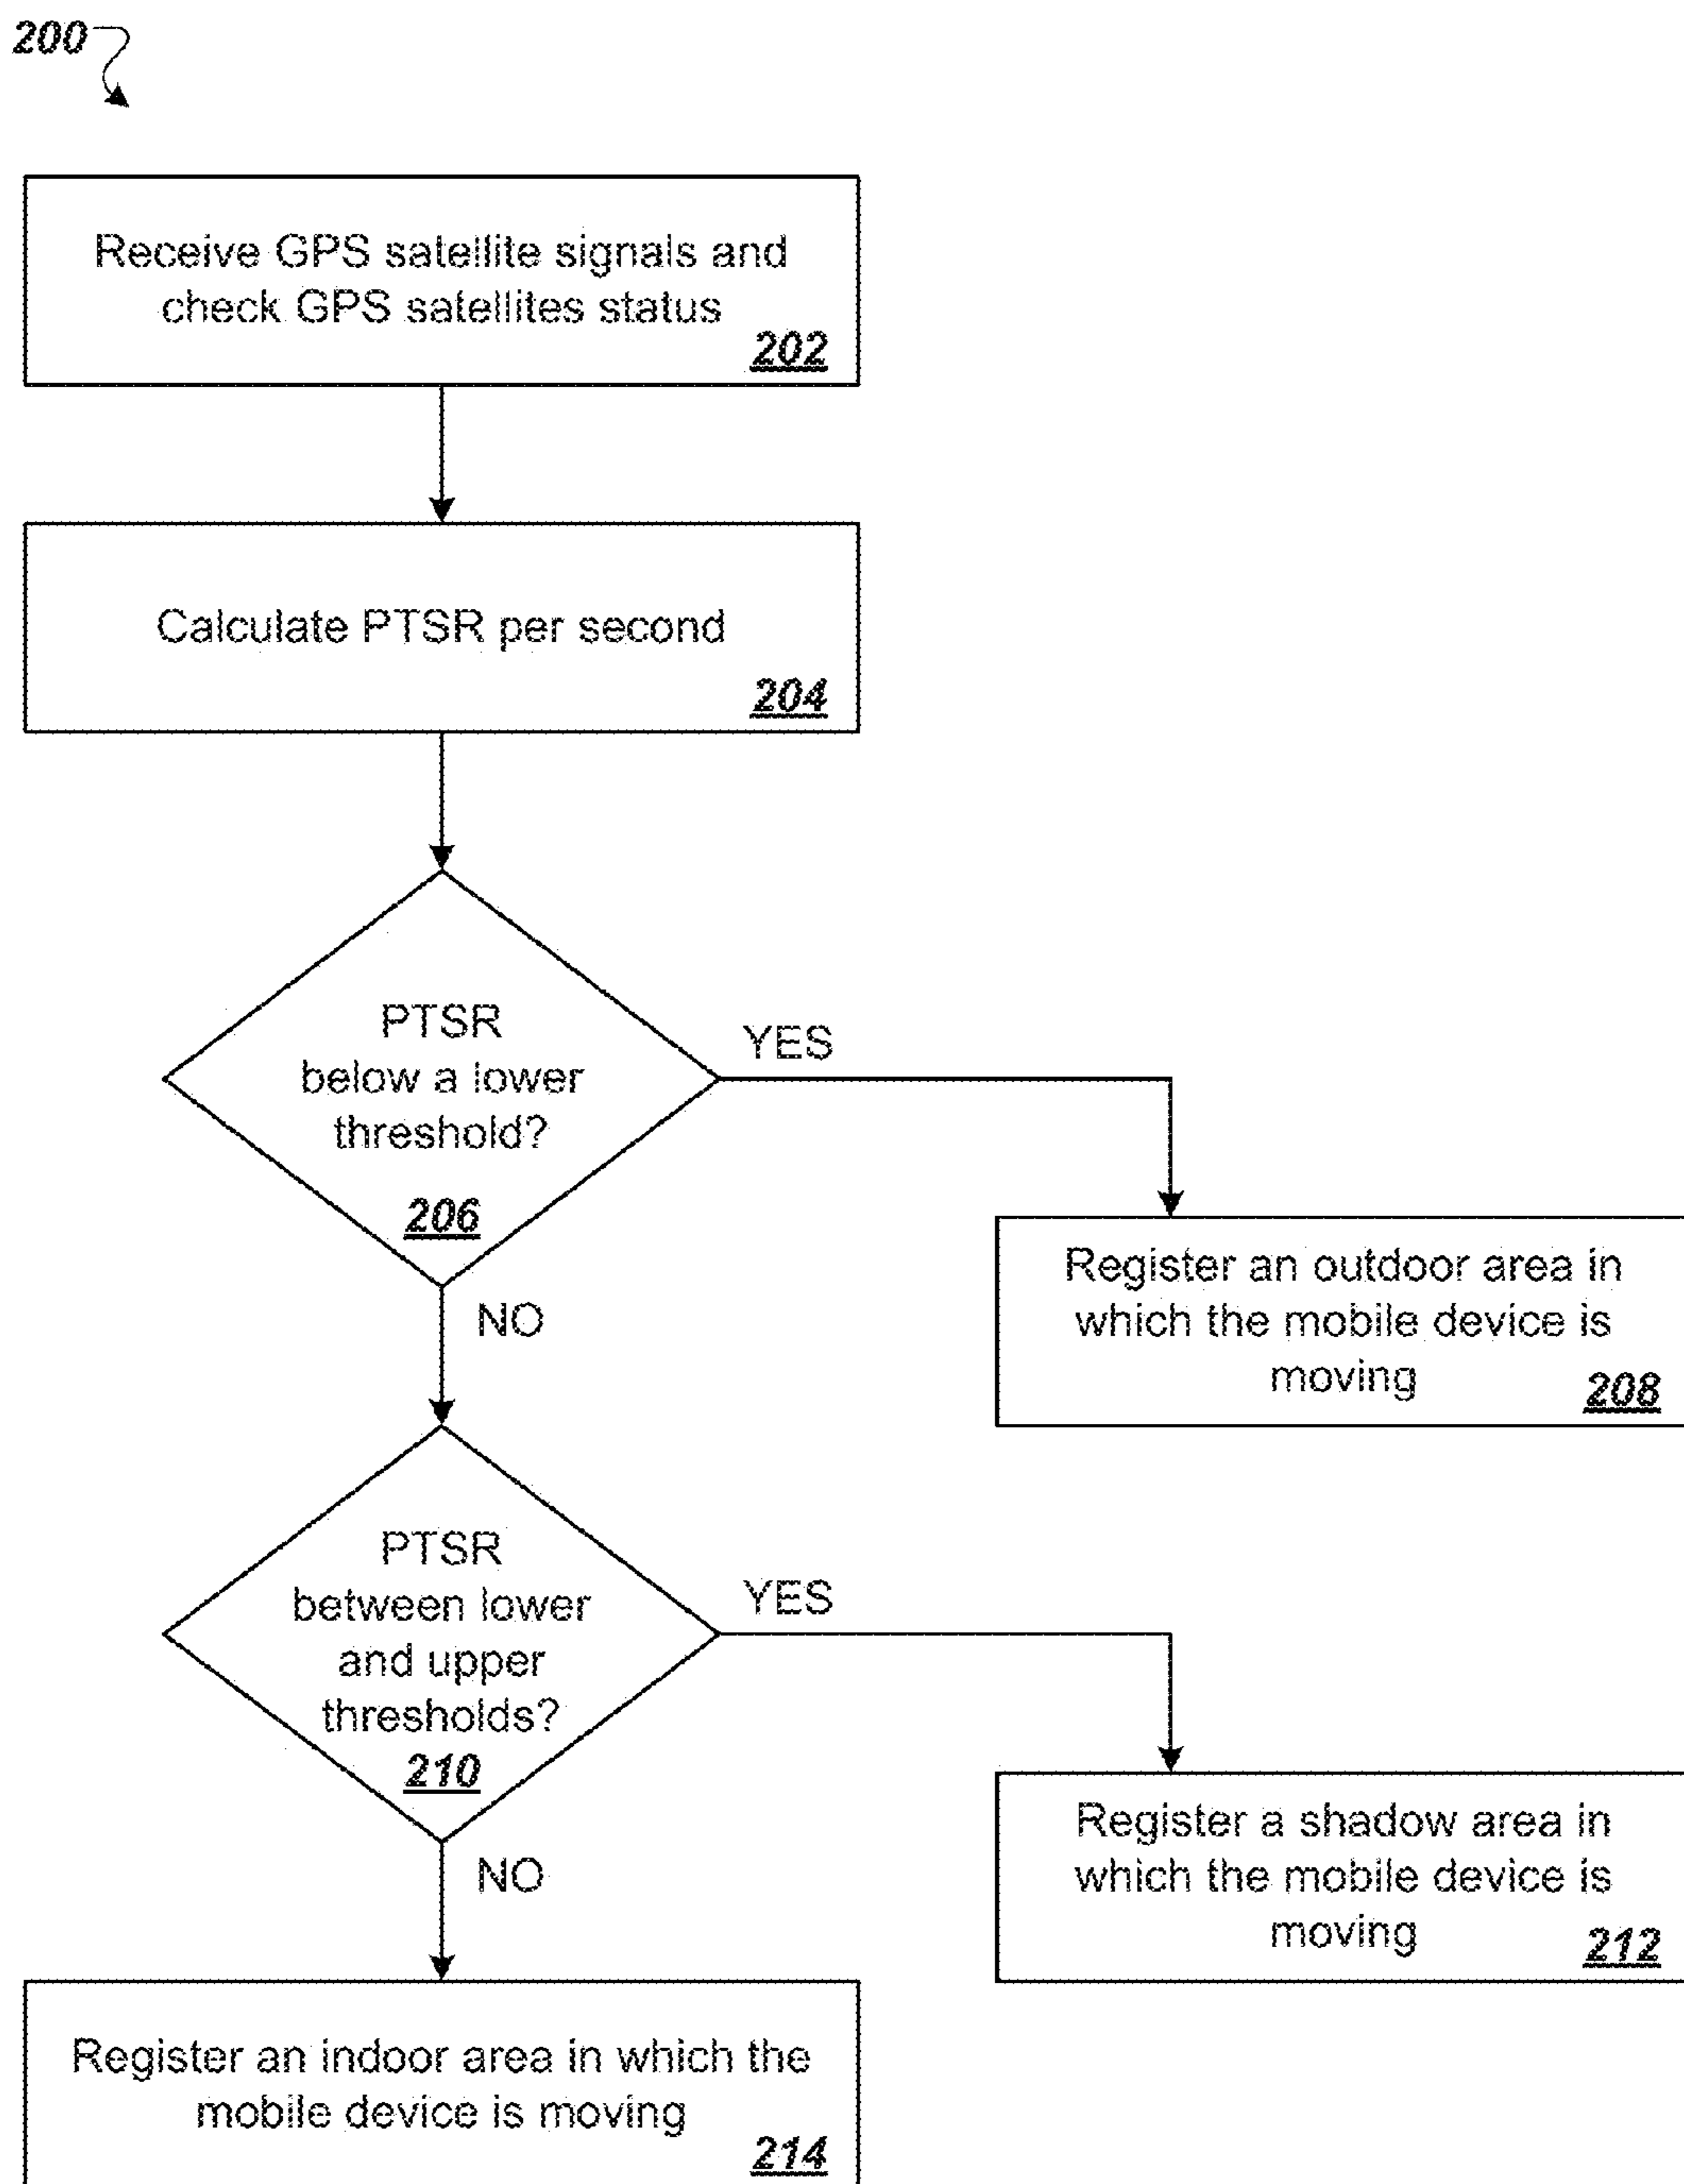 200
Receive GPS satellite signals and
check GPS satellites status
202
Calculate PTSR per second
204
PTSR
below a lower
threshold?
206
YES
Register an outdoor area in
which the mobile device is
moving
208
NO
PTSR
between lower
and upper
thresholds?
210
YES
Register a shadow area in
which the mobile device is
moving
212
NO
Register an indoor area in which the
mobile device is moving
214